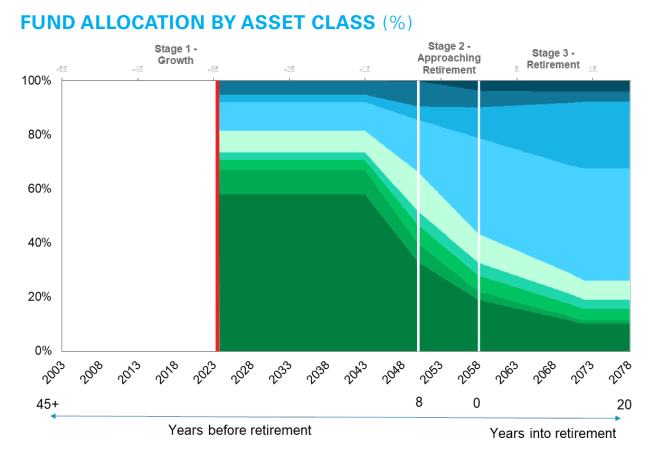 FUND ALLOCATION BY ASSET CLASS (%)
Stage 1 -
Growth
Stage 2 -
Approaching
Retirement
Stage 3 -
Retirement
100%
80%
60%
40%
20%
0%
2003 2008 2013 2018 2023 2028 2033 2038 2043 2048 2053 2058 2063 2068 2073 2078
45+ 8 0 20
Years before retirement
Years into retirement